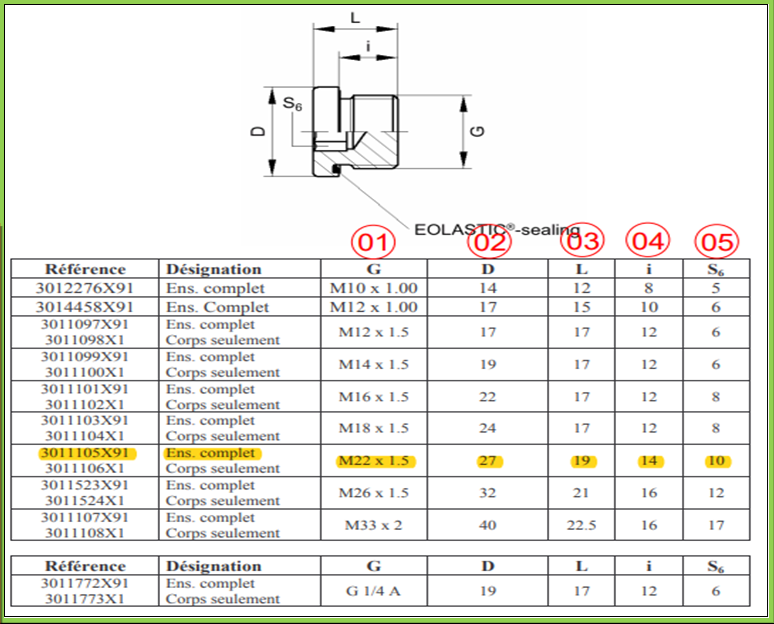 L
i
S6
D
G
EOLASTIC®-sealing
01 02 03 04 05
Référence Désignation G D L i S6
3012276X91 Ens. complet M10 x 1.00 14 12 8 5
3014458X91 Ens. Complet M12 x 1.00 17 15 10 6
3011097X91 Ens. complet M12 x 1.5 17 17 12 6
3011098X1 Corps seulement
3011099X91 Ens. complet M14 x 1.5 19 17 12 6
3011100X1 Corps seulement
3011101X91 Ens. complet M16 x 1.5 22 17 12 8
3011102X1 Corps seulement
3011103X91 Ens. complet M18 x 1.5 24 17 12 8
3011104X1 Corps seulement
3011105X91 Ens. complet M22 x 1.5 27 19 14 10
3011106X1 Corps seulement
3011523X91 Ens. complet M26 x 1.5 32 21 16 12
3011524X1 Corps seulement
3011107X91 Ens. complet M33 x 2 40 22.5 16 17
3011108X1 Corps seulement
Référence Désignation G D L i S6
3011772X91 Ens. complet G 1/4 A 19 17 12 6
3011773X1 Corps seulement